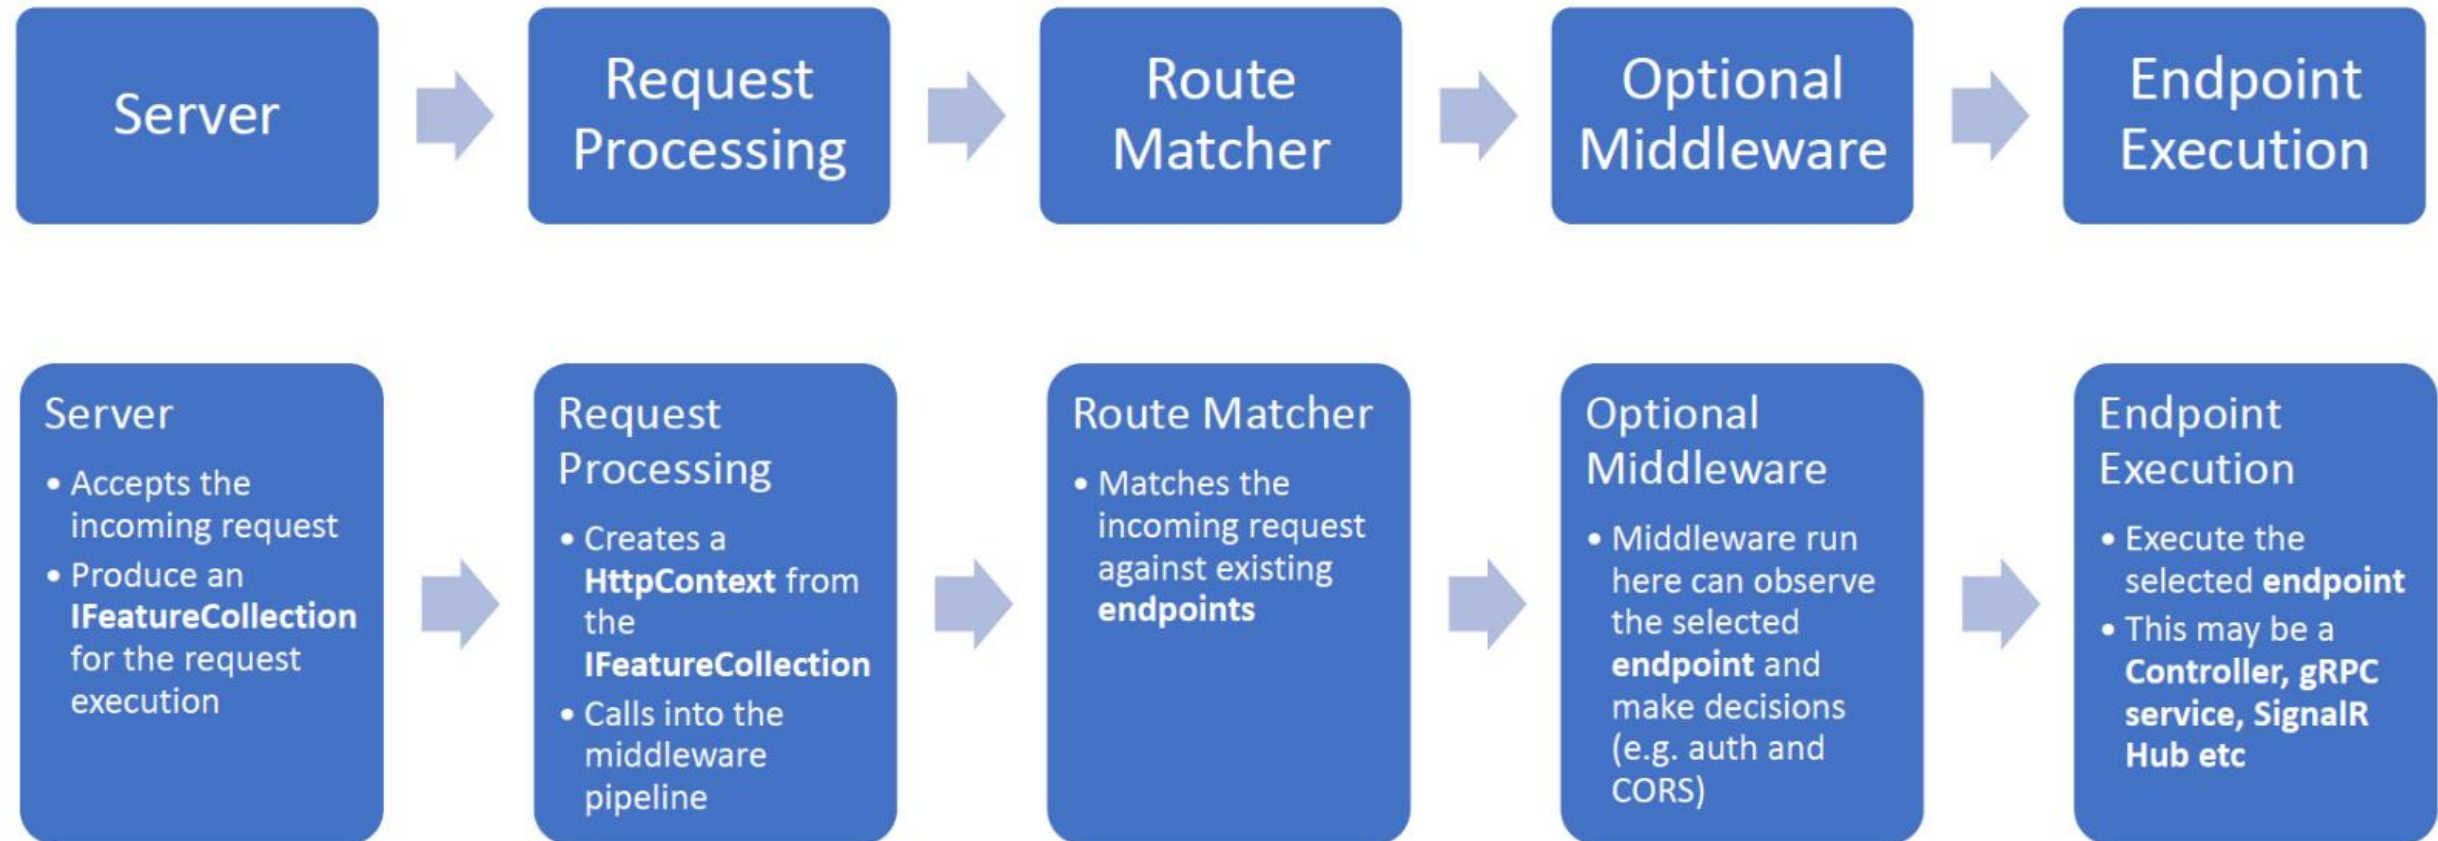 Server
Request
Processing
Route
Matcher
Optional
Middleware
Endpoint
Execution
Server
• Accepts the
incoming request
• Produce an
IFeatureCollection
for the request
execution
Request
Processing
• Creates a
HttpContext from
the
IFeatureCollection
• Calls into the
middleware
pipeline
Route Matcher
• Matches the
incoming request
against existing
endpoints
Optional
Middleware
• Middleware run
here can observe
the selected
endpoint and
make decisions
(e.g. auth and
CORS)
Endpoint
Execution
• Execute the
selected endpoint
• This may be a
Controller, gRPC
service, SignalR
Hub etc